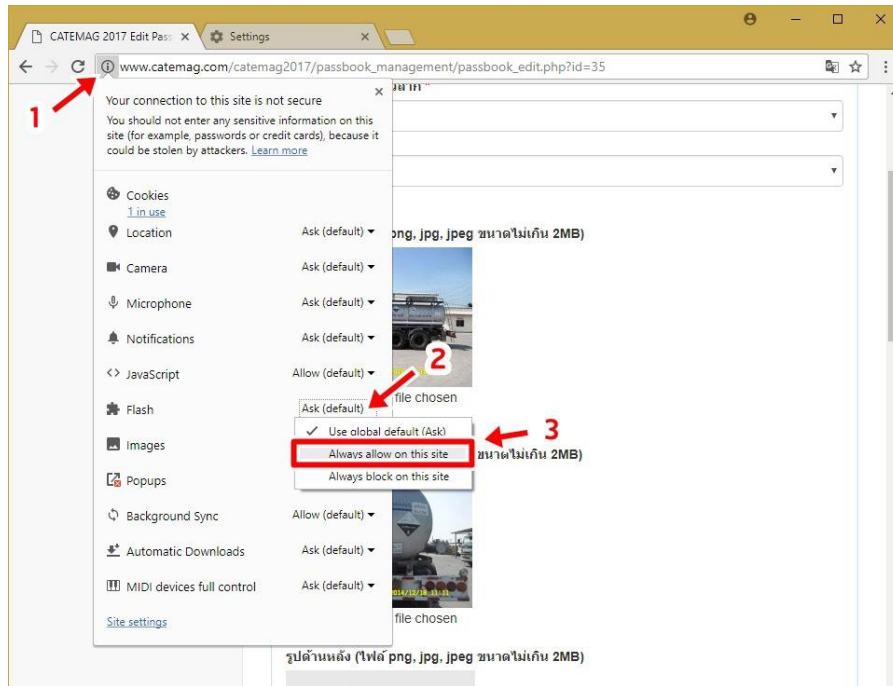 CATEMAG 2017 Edit Pass
Settings
www.catemag.com/catemag2017/passbook_management/passbook_edit.php?id=35
1
Your connection to this site is not secure
You should not enter any sensitive information on this
site (for example, passwords or credit cards), because it
could be stolen by attackers. Learn more
Cookies
1 in use
Location Ask (default)
png, jpg, jpeg ขนาดไม่เกิน 2MB)
Camera Ask (default)
Microphone Ask (default)
Notifications Ask (default)
2
JavaScript Allow (default)
file chosen
Flash Ask (default)
Use global default (Ask)
3
Images
Always allow on this site
ขนาดไม่เกิน 2MB)
Popups
Always block on this site
Background Sync Allow (default)
Automatic Downloads Ask (default)
MIDI devices full control Ask (default)
2014/12/18 11:11
file chosen
Site settings
รูปด้านหลัง (ไฟล์ png, jpg, jpeg ขนาดไม่เกิน 2MB)